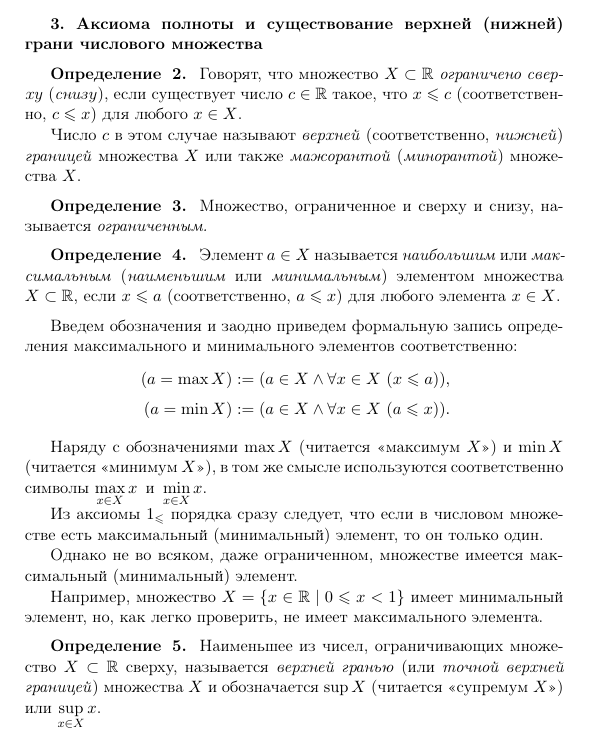 3. Аксиома полноты и существование верхней (нижней)
грани числового множества
Определение 2. Говорят, что множество X ⊂ ℝ ограничено свер-
ху (снизу), если существует число c ∈ ℝ такое, что x ⩽ c (соответствен-
но, c ⩽ x) для любого x ∈ X.
Число c в этом случае называют верхней (соответственно, нижней)
границей множества X или также мажорантой (минорантой) множе-
ства X.
Определение 3. Множество, ограниченное и сверху и снизу, на-
зывается ограниченным.
Определение 4. Элемент a ∈ X называется наибольшим или мак-
симальным (наименьшим или минимальным) элементом множества
X ⊂ ℝ, если x ⩽ a (соответственно, a ⩽ x) для любого элемента x ∈ X.
Введем обозначения и заодно приведем формальную запись опреде-
ления максимального и минимального элементов соответственно:
(a = max X) := (a ∈ X ∧ ∀x ∈ X (x ⩽ a)),
(a = min X) := (a ∈ X ∧ ∀x ∈ X (a ⩽ x)).
Наряду с обозначениями max X (читается «максимум X») и min X
(читается «минимум X»), в том же смысле используются соответственно
символы max x и min x.
x∈X x∈X
Из аксиомы 1⩽ порядка сразу следует, что если в числовом множе-
стве есть максимальный (минимальный) элемент, то он только один.
Однако не во всяком, даже ограниченном, множестве имеется мак-
симальный (минимальный) элемент.
Например, множество X = {x ∈ ℝ | 0 ⩽ x < 1} имеет минимальный
элемент, но, как легко проверить, не имеет максимального элемента.
Определение 5. Наименьшее из чисел, ограничивающих множе-
ство X ⊂ ℝ сверху, называется верхней гранью (или точной верхней
границей) множества X и обозначается sup X (читается «супремум X»)
или sup x.
x∈X